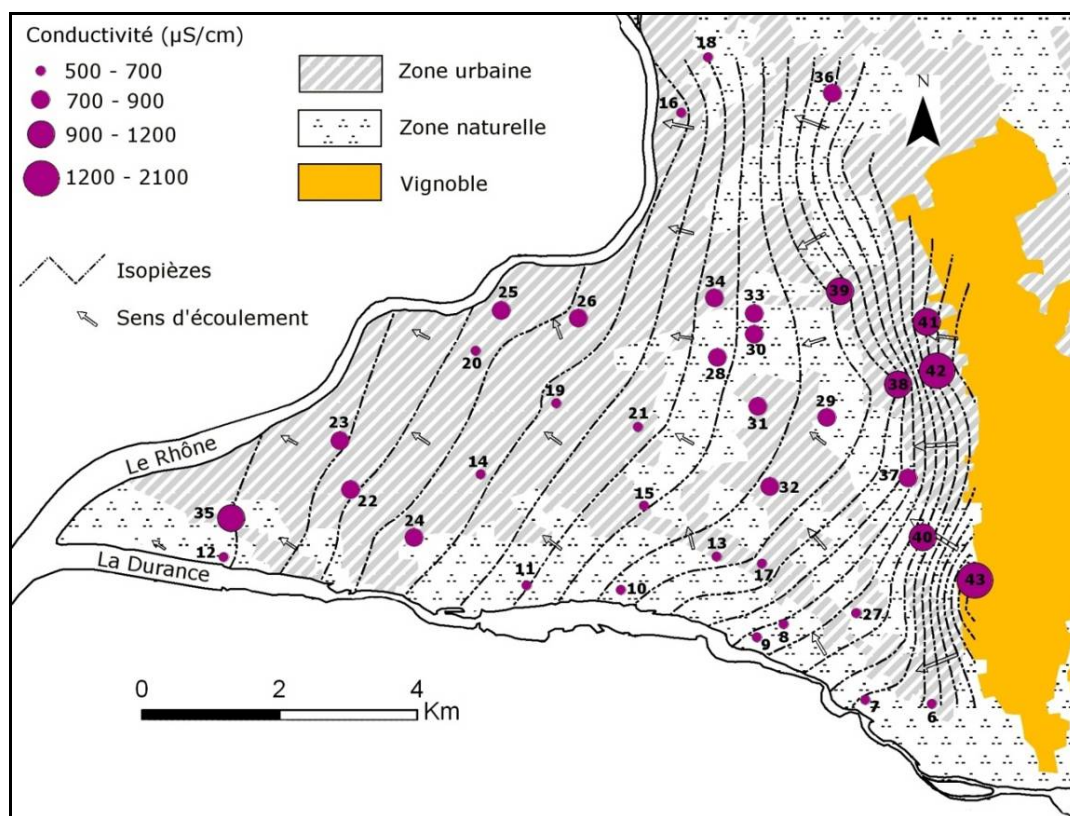 Conductivité (µS/cm)
500 - 700
700 - 900
900 - 1200
1200 - 2100
Zone urbaine
Zone naturelle
Vignoble
Isopièzes
Sens d'écoulement
N
18
36
16
34
33
39
25
26
30
41
20
28
42
38
19
31
29
21
23
14
37
22
32
15
35
24
40
12
13
17
43
11
10
27
8
9
7
6
Le Rhône
La Durance
0 2 4
Km